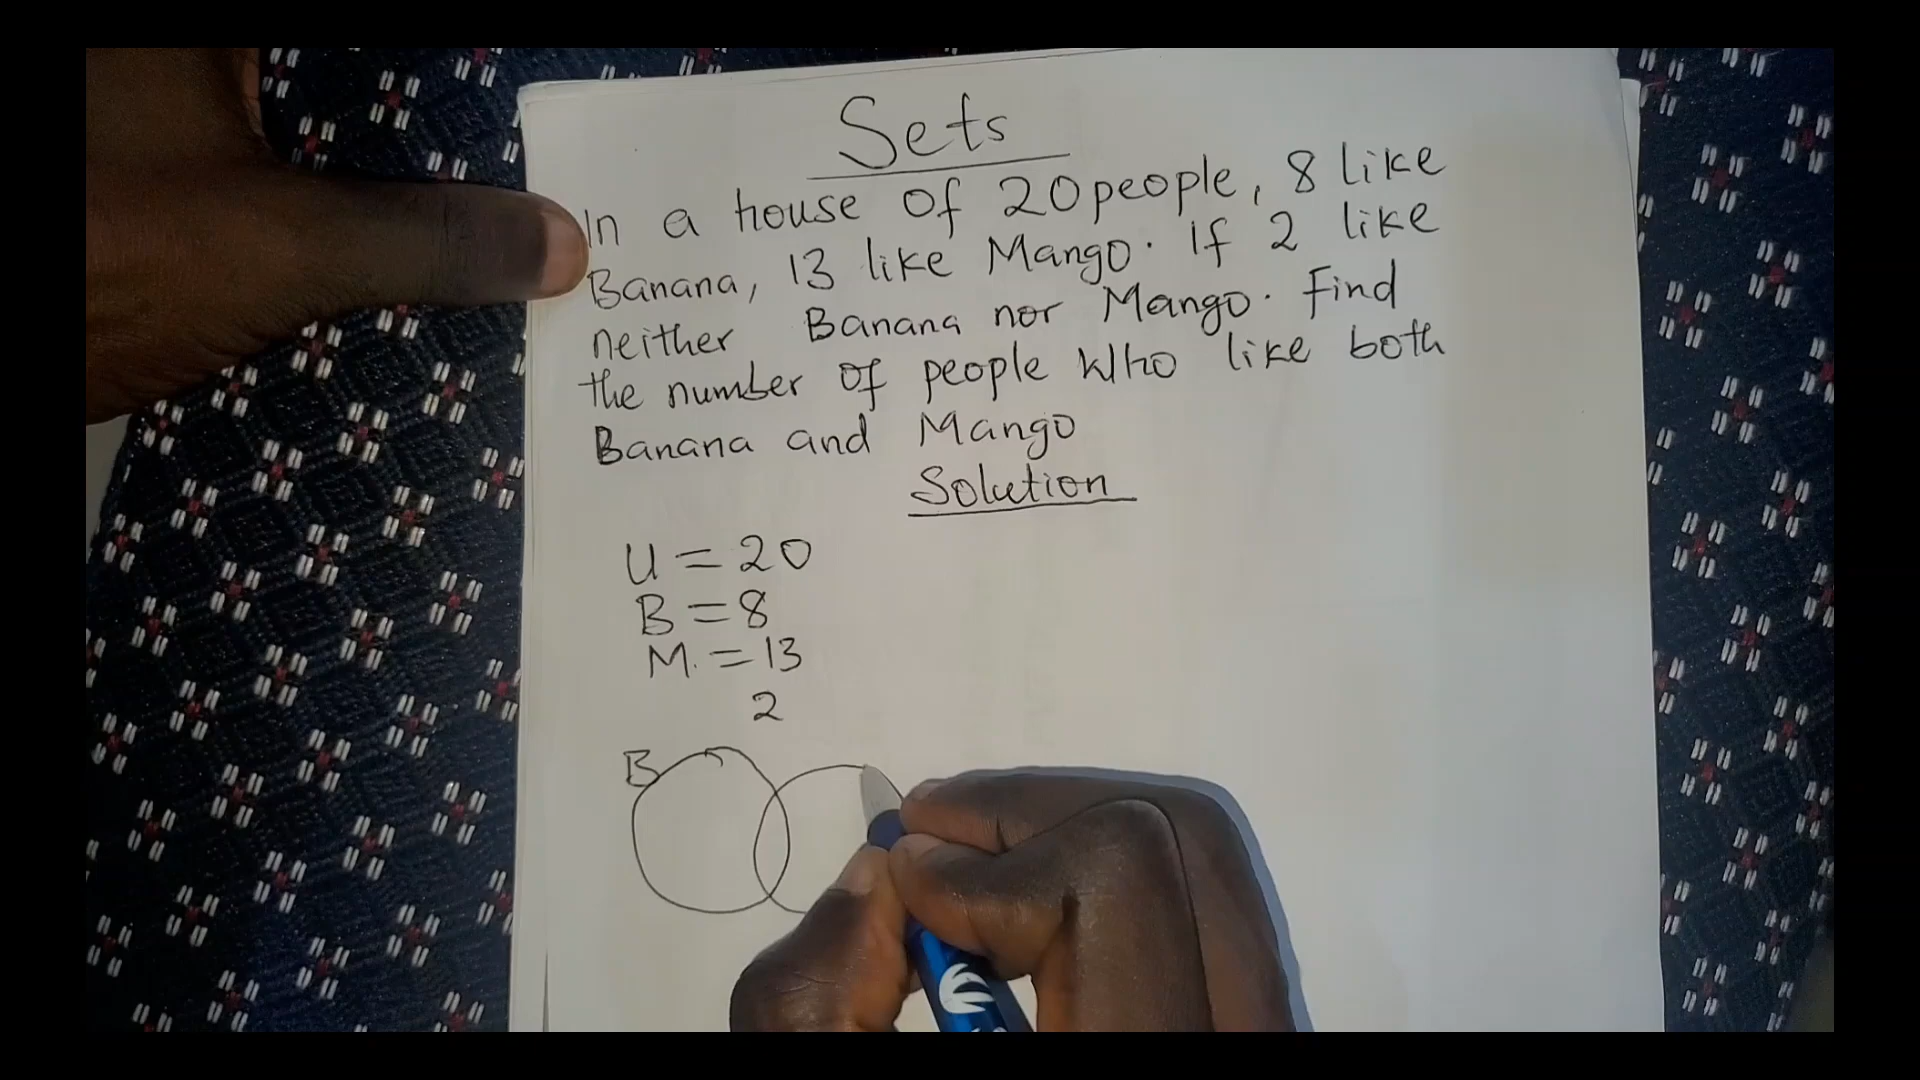 Sets
In a house of 20 people, 8 like
Banana, 13 like Mango. If 2 like
neither Banana nor Mango. Find
the number of people who like both
Banana and Mango
Solution
U = 20
B = 8
M. = 13
2
B